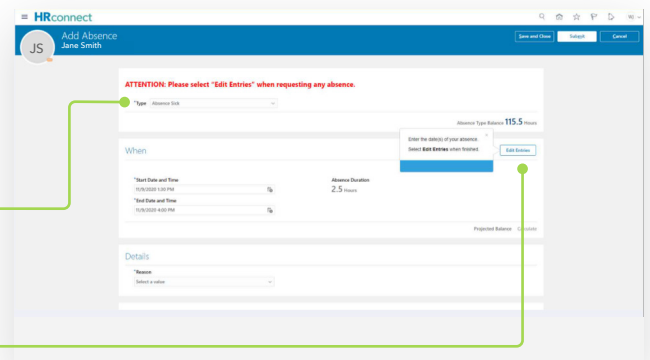 HRconnect
Add Absence
Jane Smith
JS
Save and Close
Submit
Cancel
ATTENTION: Please select "Edit Entries" when requesting any absence.
*Type Absence Sick
Absence Type Balance 115.5 Hours
When
Enter the date(s) of your absence.
Select Edit Entries when finished.
Edit Entries
*Start Date and Time
11/9/2020 1:30 PM
Absence Duration
2.5 Hours
*End Date and Time
11/9/2020 4:00 PM
Projected Balance Calculate
Details
*Reason
Select a value